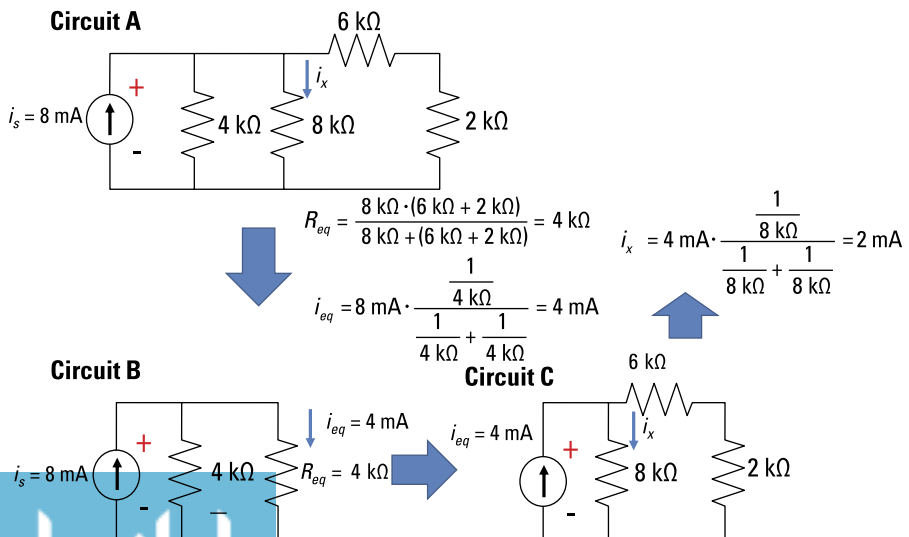 Circuit A
6 kΩ
i_x
+
i_s = 8 mA
4 kΩ
8 kΩ
2 kΩ
-
R_eq = 8 kΩ · (6 kΩ + 2 kΩ) / 8 kΩ + (6 kΩ + 2 kΩ) = 4 kΩ
i_eq = 8 mA · (1 / 4 kΩ) / (1 / 4 kΩ + 1 / 4 kΩ) = 4 mA
i_x = 4 mA · (1 / 8 kΩ) / (1 / 8 kΩ + 1 / 8 kΩ) = 2 mA
Circuit B
+
i_s = 8 mA
4 kΩ
i_eq = 4 mA
R_eq = 4 kΩ
-
Circuit C
6 kΩ
i_eq = 4 mA
i_x
+
8 kΩ
2 kΩ
-